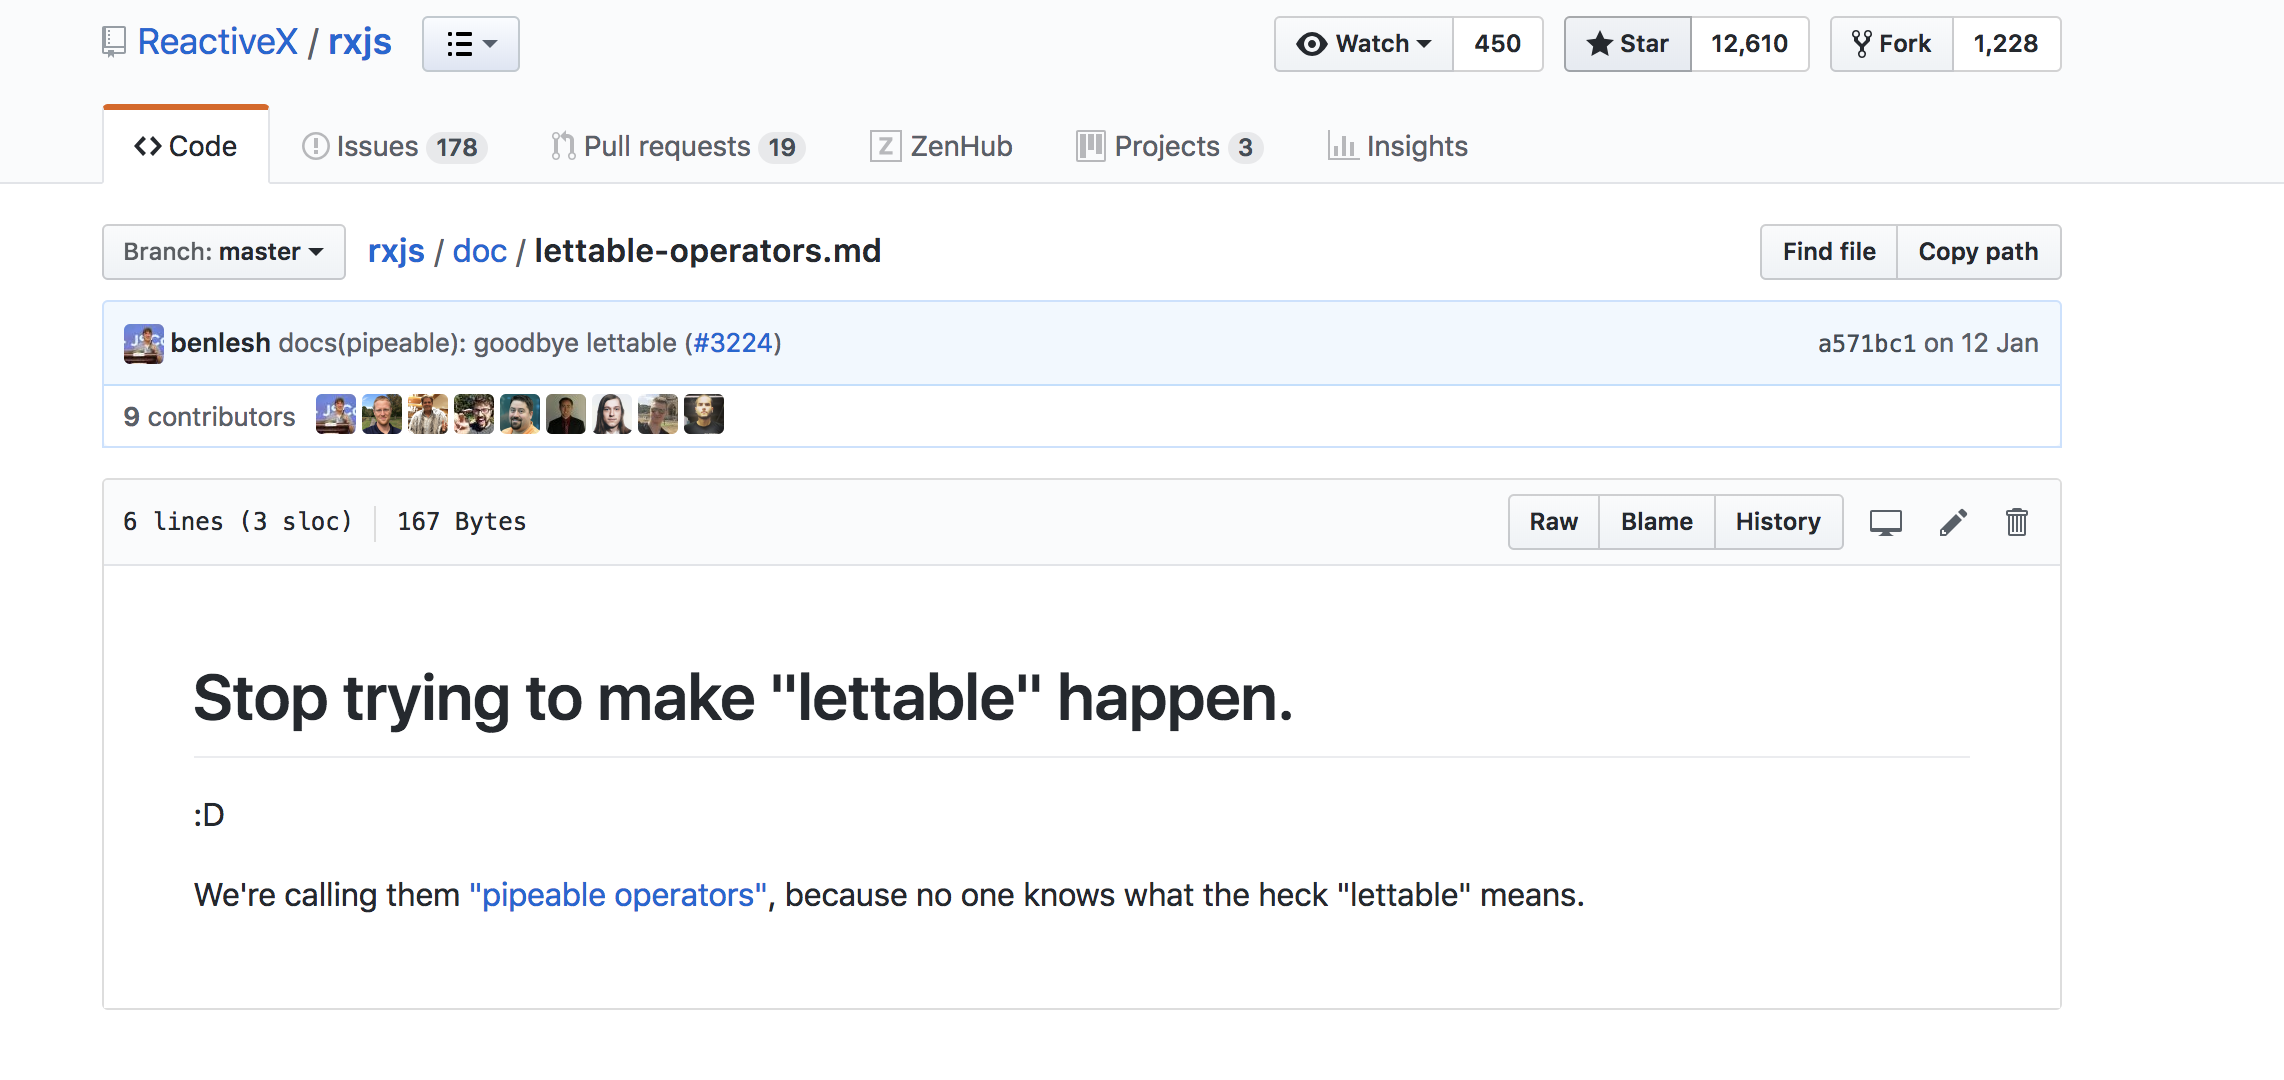 ReactiveX / rxjs
Watch 450 Star 12,610 Fork 1,228
Code Issues 178 Pull requests 19 Z ZenHub Projects 3 Insights
Branch: master rxjs / doc / lettable-operators.md Find file Copy path
benlesh docs(pipeable): goodbye lettable (#3224) a571bc1 on 12 Jan
9 contributors
6 lines (3 sloc) 167 Bytes Raw Blame History
Stop trying to make "lettable" happen.
:D
We're calling them "pipeable operators", because no one knows what the heck "lettable" means.